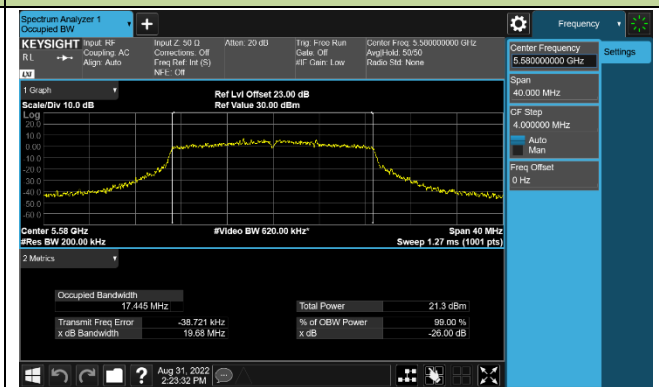 Spectrum Analyzer 1
Occupied BW
+
Frequency
KEYSIGHT
RL
LXI
Input: RF
Coupling: AC
Align: Auto
Input Z: 50 Ω
Corrections: Off
Freq Ref: Int (S)
NFE: Off
Atten: 20 dB
Trig: Free Run
Gate: Off
#IF Gain: Low
Center Freq: 5.580000000 GHz
Avg|Hold: 50/50
Radio Std: None
Center Frequency
5.580000000 GHz
Settings
Span
40.000 MHz
CF Step
4.000000 MHz
Auto
Man
Freq Offset
0 Hz
1 Graph
Scale/Div 10.0 dB
Ref Lvl Offset 23.00 dB
Ref Value 30.00 dBm
Log
20.0
10.0
0.00
-10.0
-20.0
-30.0
-40.0
-50.0
-60.0
Center 5.58 GHz
#Res BW 200.00 kHz
#Video BW 620.00 kHz*
Span 40 MHz
Sweep 1.27 ms (1001 pts)
2 Metrics
Occupied Bandwidth
17.445 MHz
Total Power 21.3 dBm
Transmit Freq Error -38.721 kHz
% of OBW Power 99.00 %
x dB Bandwidth 19.68 MHz
x dB -26.00 dB
?
Aug 31, 2022
2:23:32 PM